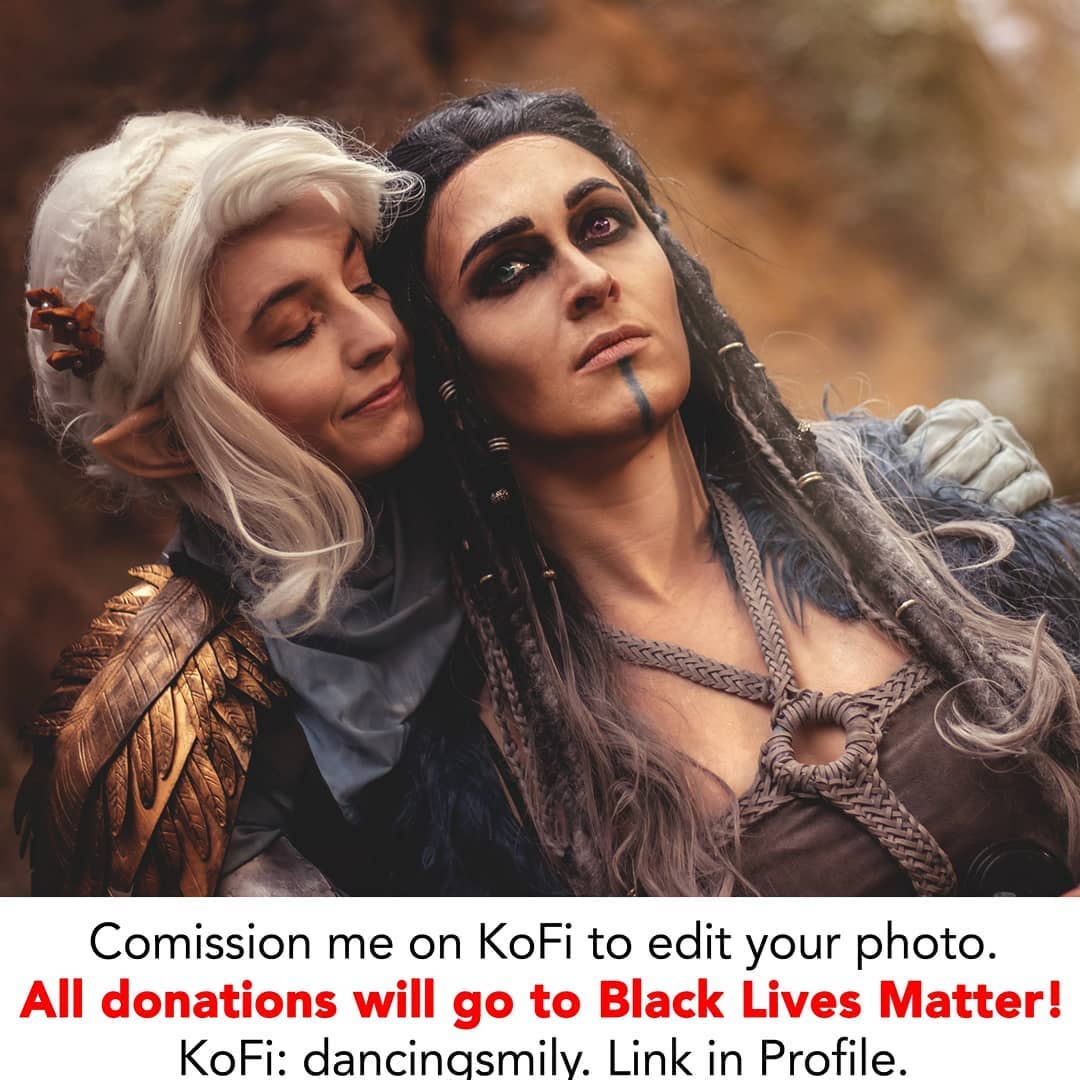 Comission me on KoFi to edit your photo.
All donations will go to Black Lives Matter!
KoFi: dancingsmily. Link in Profile.